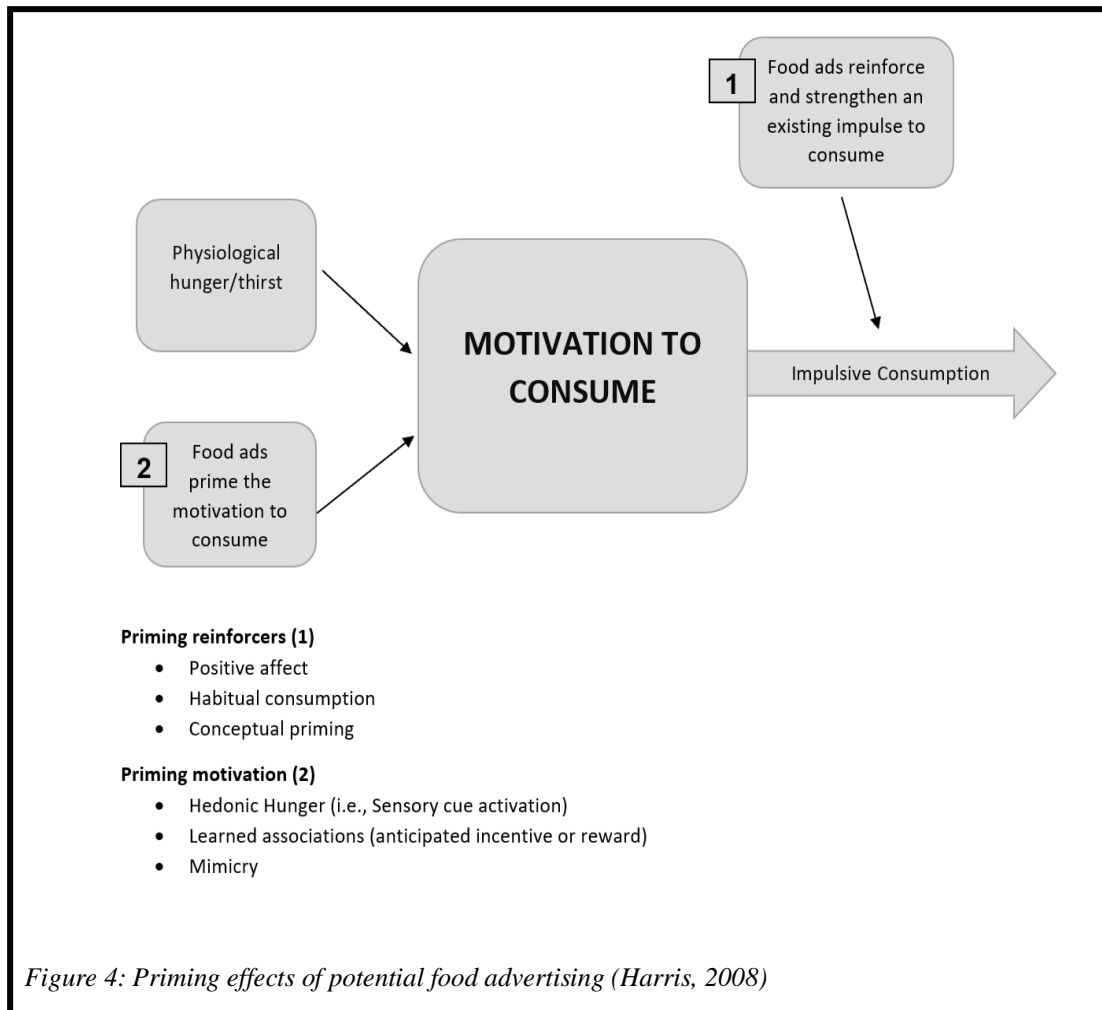 1
Food ads reinforce
and strengthen an
existing impulse to
consume
Physiological
hunger/thirst
MOTIVATION TO
CONSUME
Impulsive Consumption
2
Food ads
prime the
motivation to
consume
Priming reinforcers (1)
• Positive affect
• Habitual consumption
• Conceptual priming
Priming motivation (2)
• Hedonic Hunger (i.e., Sensory cue activation)
• Learned associations (anticipated incentive or reward)
• Mimicry
Figure 4: Priming effects of potential food advertising (Harris, 2008)